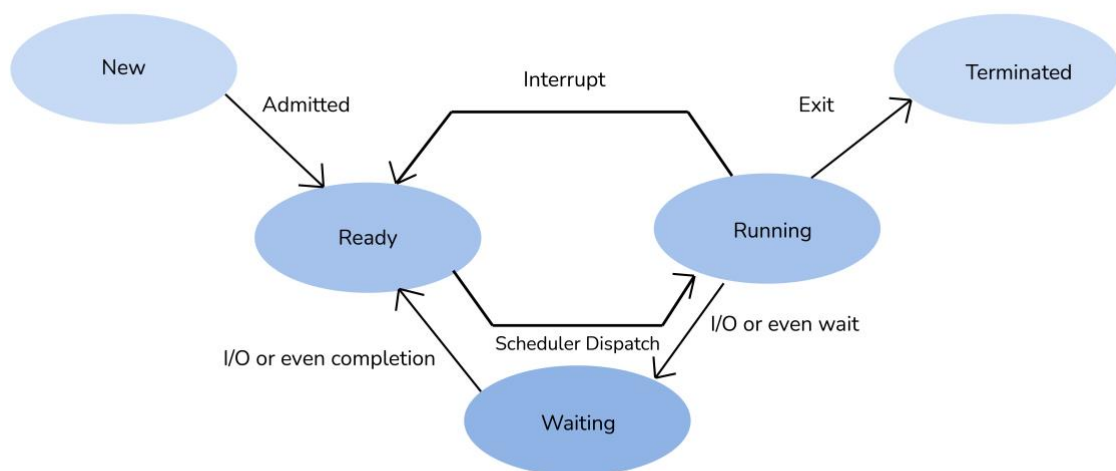 New
Terminated
Interrupt
Admitted
Exit
Ready
Running
I/O or even wait
Scheduler Dispatch
I/O or even completion
Waiting